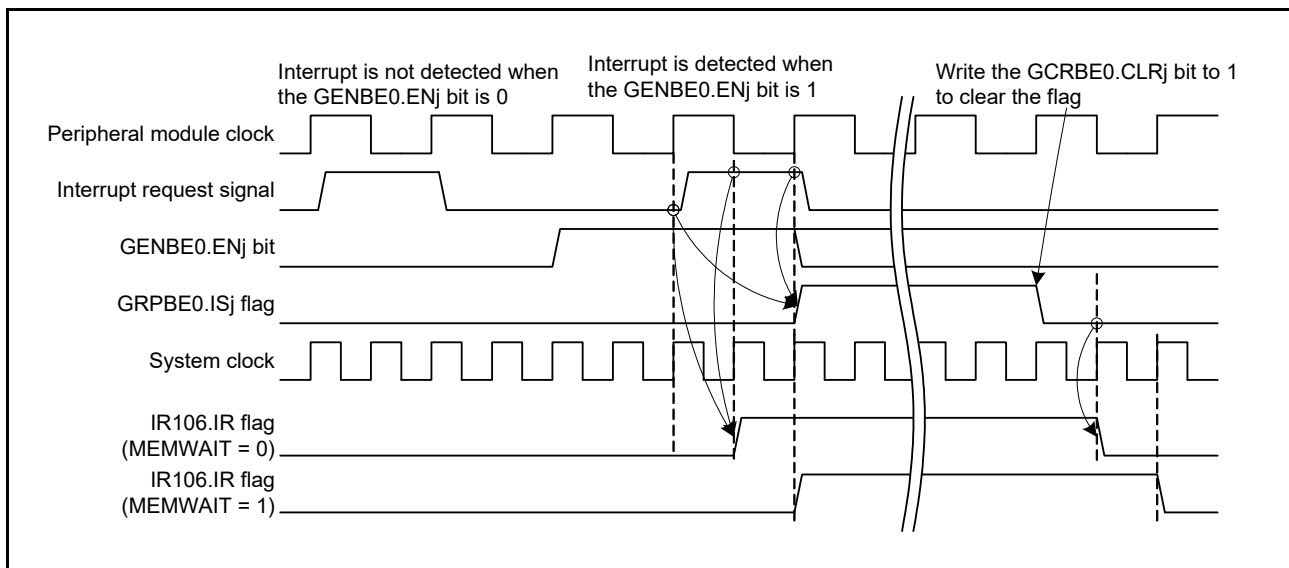 Interrupt is not detected when
the GENBE0.ENj bit is 0
Interrupt is detected when
the GENBE0.ENj bit is 1
Write the GCRBE0.CLRj bit to 1
to clear the flag
Peripheral module clock
Interrupt request signal
GENBE0.ENj bit
GRPBE0.ISj flag
System clock
IR106.IR flag
(MEMWAIT = 0)
IR106.IR flag
(MEMWAIT = 1)